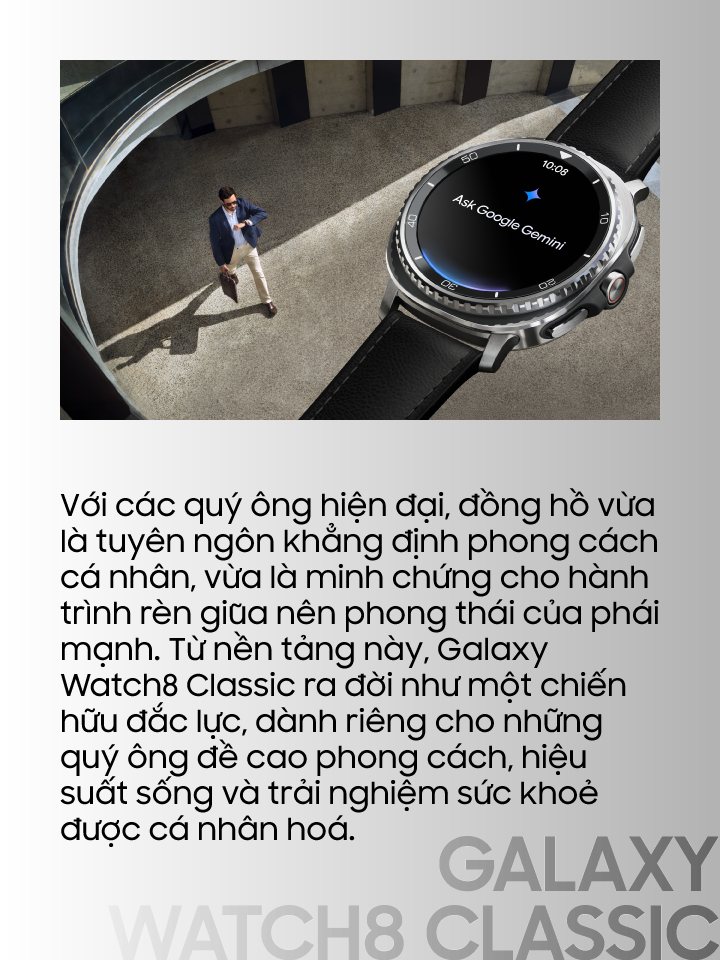 50
10:08
Ask Google Gemini
40
10
30
20
Với các quý ông hiện đại, đồng hồ vừa
là tuyên ngôn khẳng định phong cách
cá nhân, vừa là minh chứng cho hành
trình rèn giũa nên phong thái của phái
mạnh. Từ nền tảng này, Galaxy
Watch8 Classic ra đời như một chiến
hữu đắc lực, dành riêng cho những
quý ông đề cao phong cách, hiệu
suất sống và trải nghiệm sức khoẻ
được cá nhân hoá.
GALAXY
WATCH8 CLASSIC